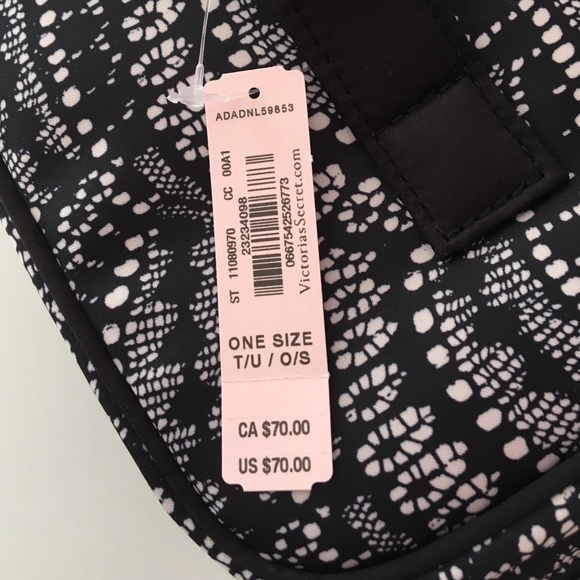 ADADNL59853
ST 11080970 CC 00A1
23234098
0667542526773
VictoriasSecret.com
ONE SIZE
T/U / O/S
CA $70.00
US $70.00